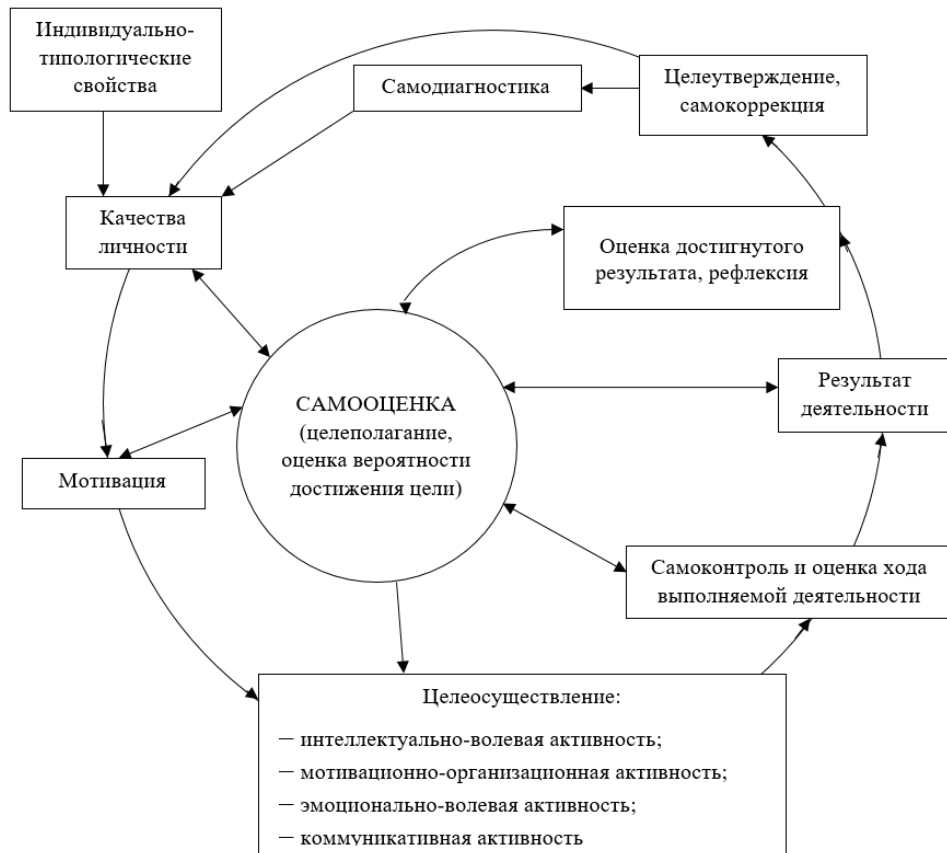 Индивидуально-
типологические
свойства
Самодиагностика
Целеутверждение,
самокоррекция
Качества
личности
Оценка достигнутого
результата, рефлексия
САМООЦЕНКА
(целеполагание,
оценка вероятности
достижения цели)
Результат
деятельности
Мотивация
Самоконтроль и оценка хода
выполняемой деятельности
Целеосуществление:
— интеллектуально-волевая активность;
— мотивационно-организационная активность;
— эмоционально-волевая активность;
— коммуникативная активность